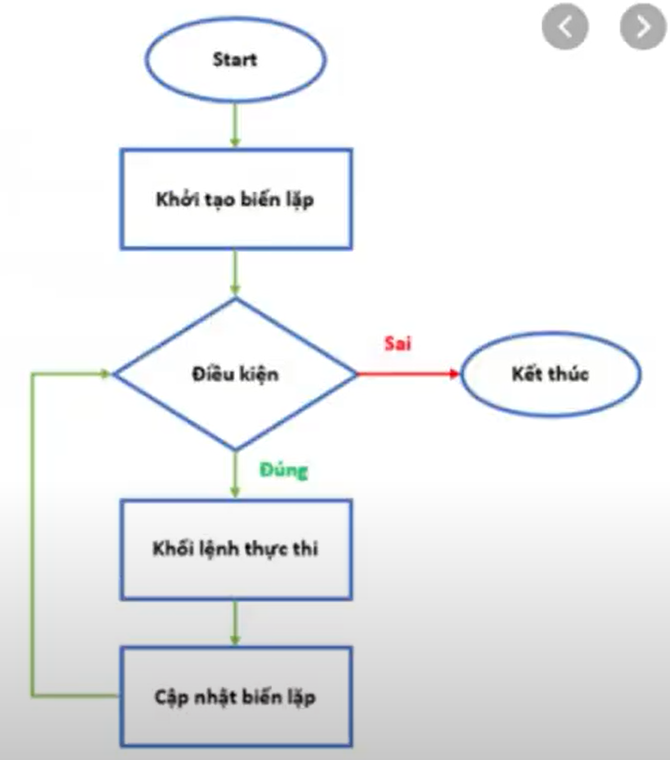 Start
Khởi tạo biến lặp
Điều kiện
Sai
Kết thúc
Đúng
Khối lệnh thực thi
Cập nhật biến lặp